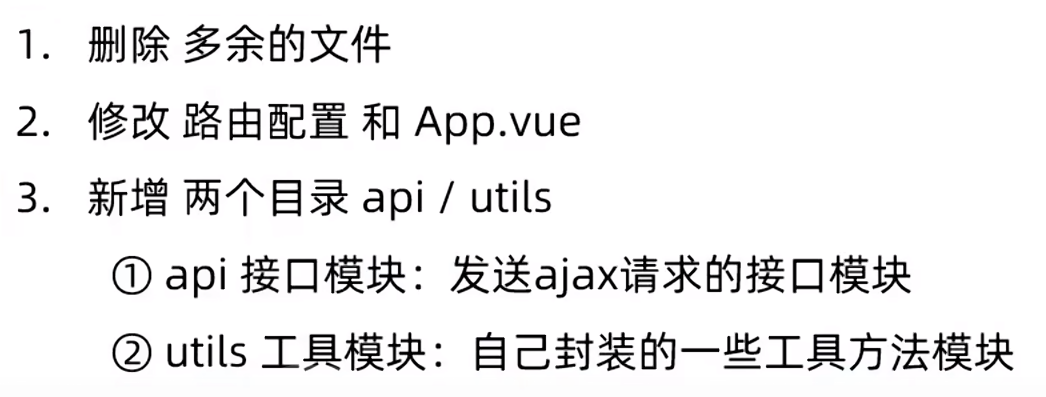 1. 删除 多余的文件
2. 修改 路由配置 和 App.vue
3. 新增 两个目录 api / utils
① api 接口模块：发送ajax请求的接口模块
② utils 工具模块：自己封装的一些工具方法模块